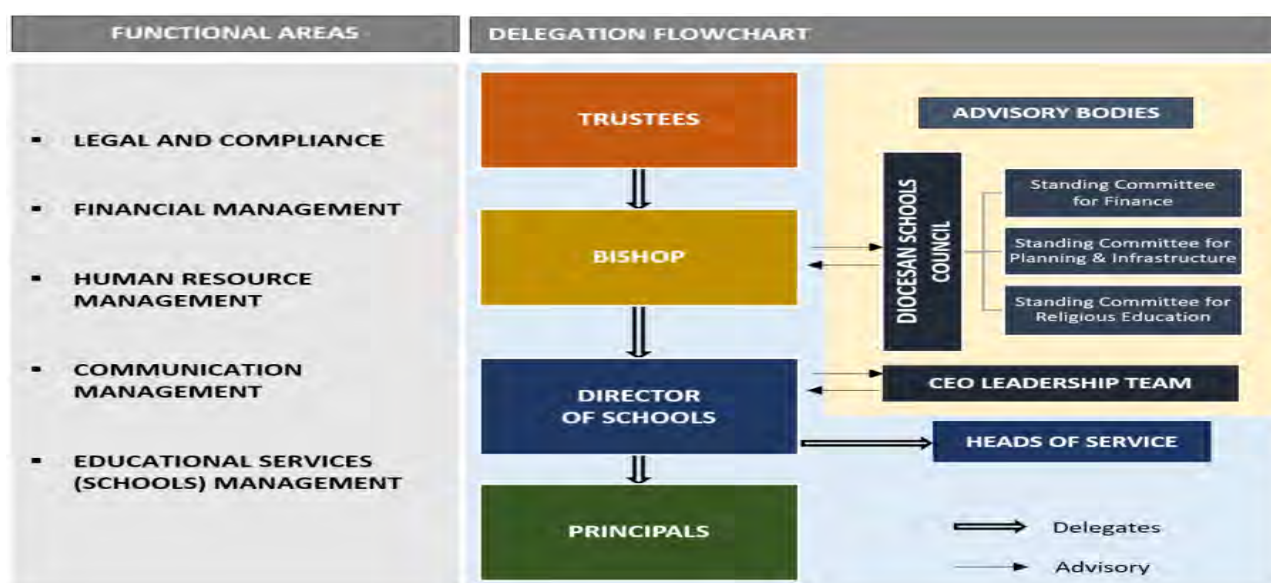 FUNCTIONAL AREAS
▪ LEGAL AND COMPLIANCE
▪ FINANCIAL MANAGEMENT
▪ HUMAN RESOURCE
MANAGEMENT
▪ COMMUNICATION
MANAGEMENT
▪ EDUCATIONAL SERVICES
(SCHOOLS) MANAGEMENT
DELEGATION FLOWCHART
TRUSTEES
BISHOP
DIRECTOR
OF SCHOOLS
PRINCIPALS
ADVISORY BODIES
DIOCESAN SCHOOLS
COUNCIL
Standing Committee
for Finance
Standing Committee for
Planning & Infrastructure
Standing Committee for
Religious Education
CEO LEADERSHIP TEAM
HEADS OF SERVICE
Delegates
Advisory